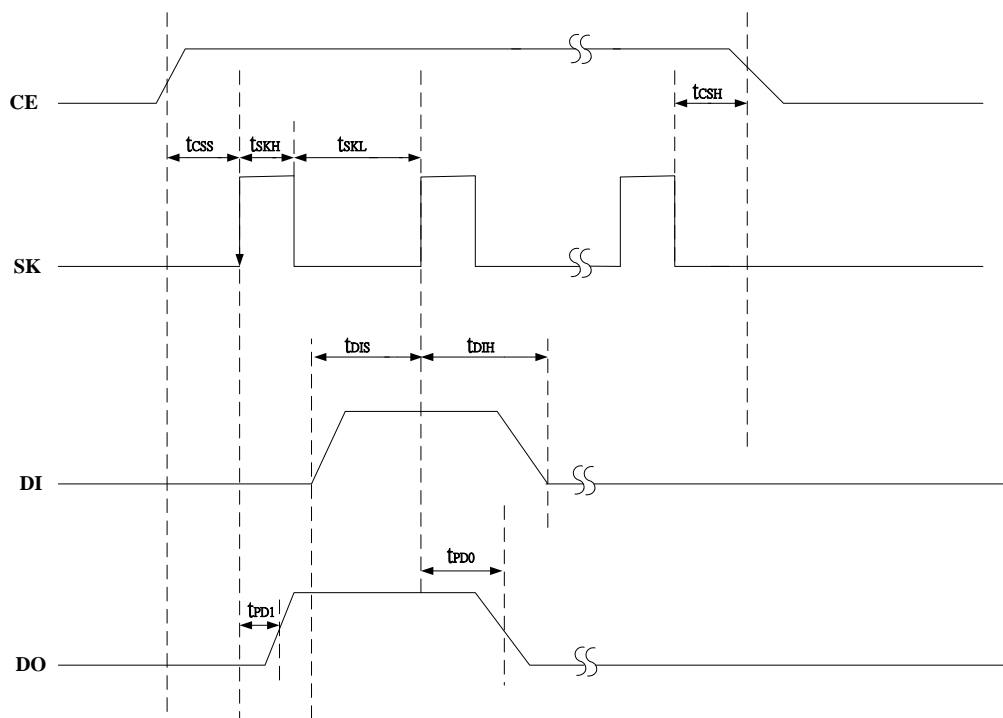 CE
tCSH
tCSS tSKH tSKL
SK
tDIS tDIH
DI
tPD0
tPD1
DO